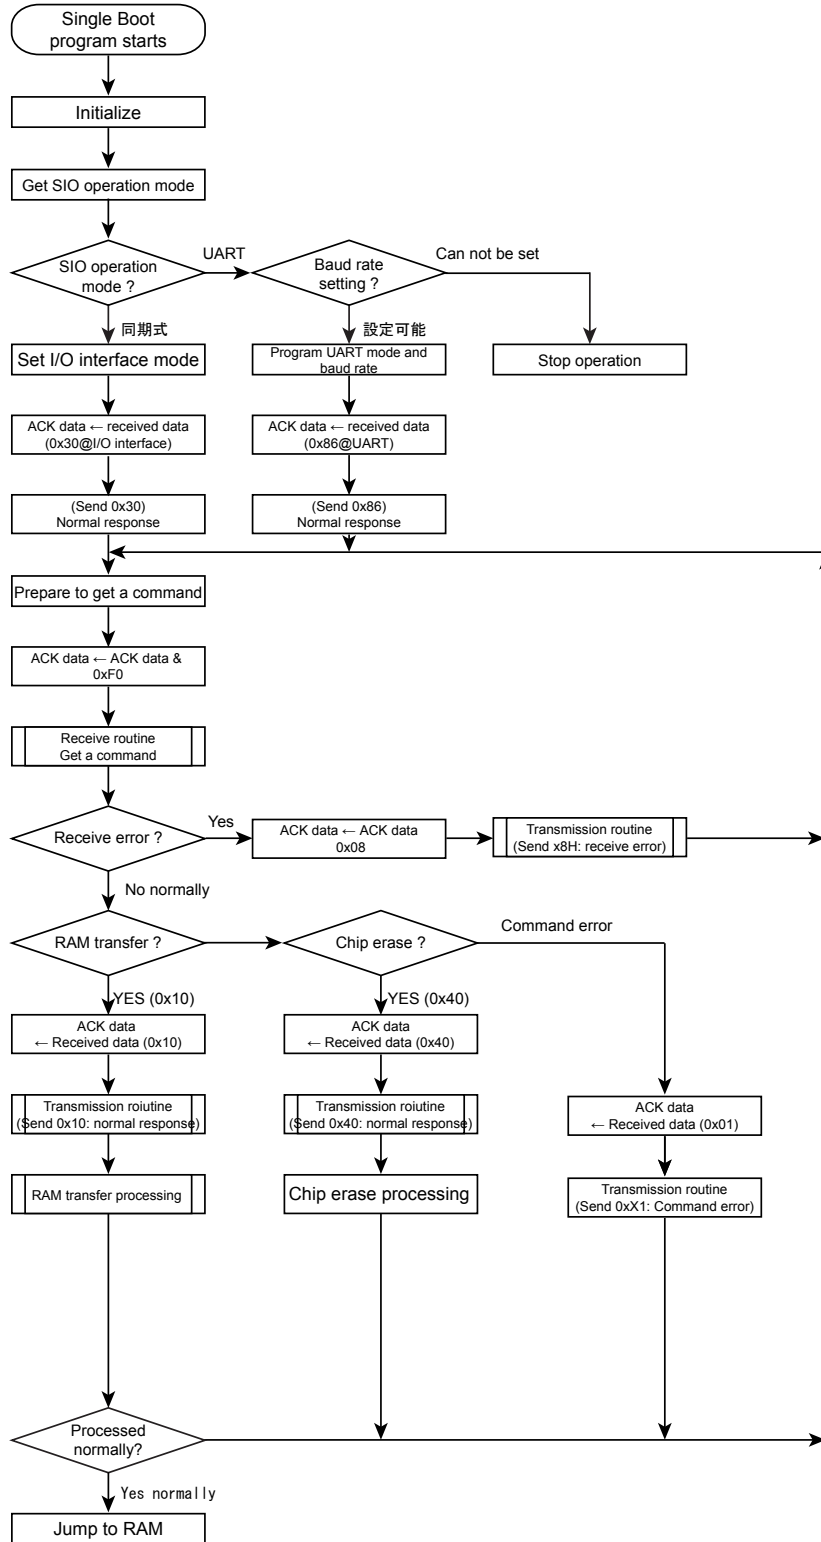 Single Boot
program starts
Initialize
Get SIO operation mode
SIO operation
mode ?
UART
Baud rate
setting ?
Can not be set
同期式
設定可能
Set I/O interface mode
Program UART mode and
baud rate
Stop operation
ACK data ← received data
(0x30@I/O interface)
ACK data ← received data
(0x86@UART)
(Send 0x30)
Normal response
(Send 0x86)
Normal response
Prepare to get a command
ACK data ← ACK data &
0xF0
Receive routine
Get a command
Receive error ?
Yes
ACK data ← ACK data
0x08
Transmission routine
(Send x8H: receive error)
No normally
RAM transfer ?
Chip erase ?
Command error
YES (0x10)
YES (0x40)
ACK data
← Received data (0x10)
ACK data
← Received data (0x40)
Transmission roiutine
(Send 0x10: normal response)
Transmission roiutine
(Send 0x40: normal response)
ACK data
← Received data (0x01)
RAM transfer processing
Chip erase processing
Transmission routine
(Send 0xX1: Command error)
Processed
normally?
Yes normally
Jump to RAM